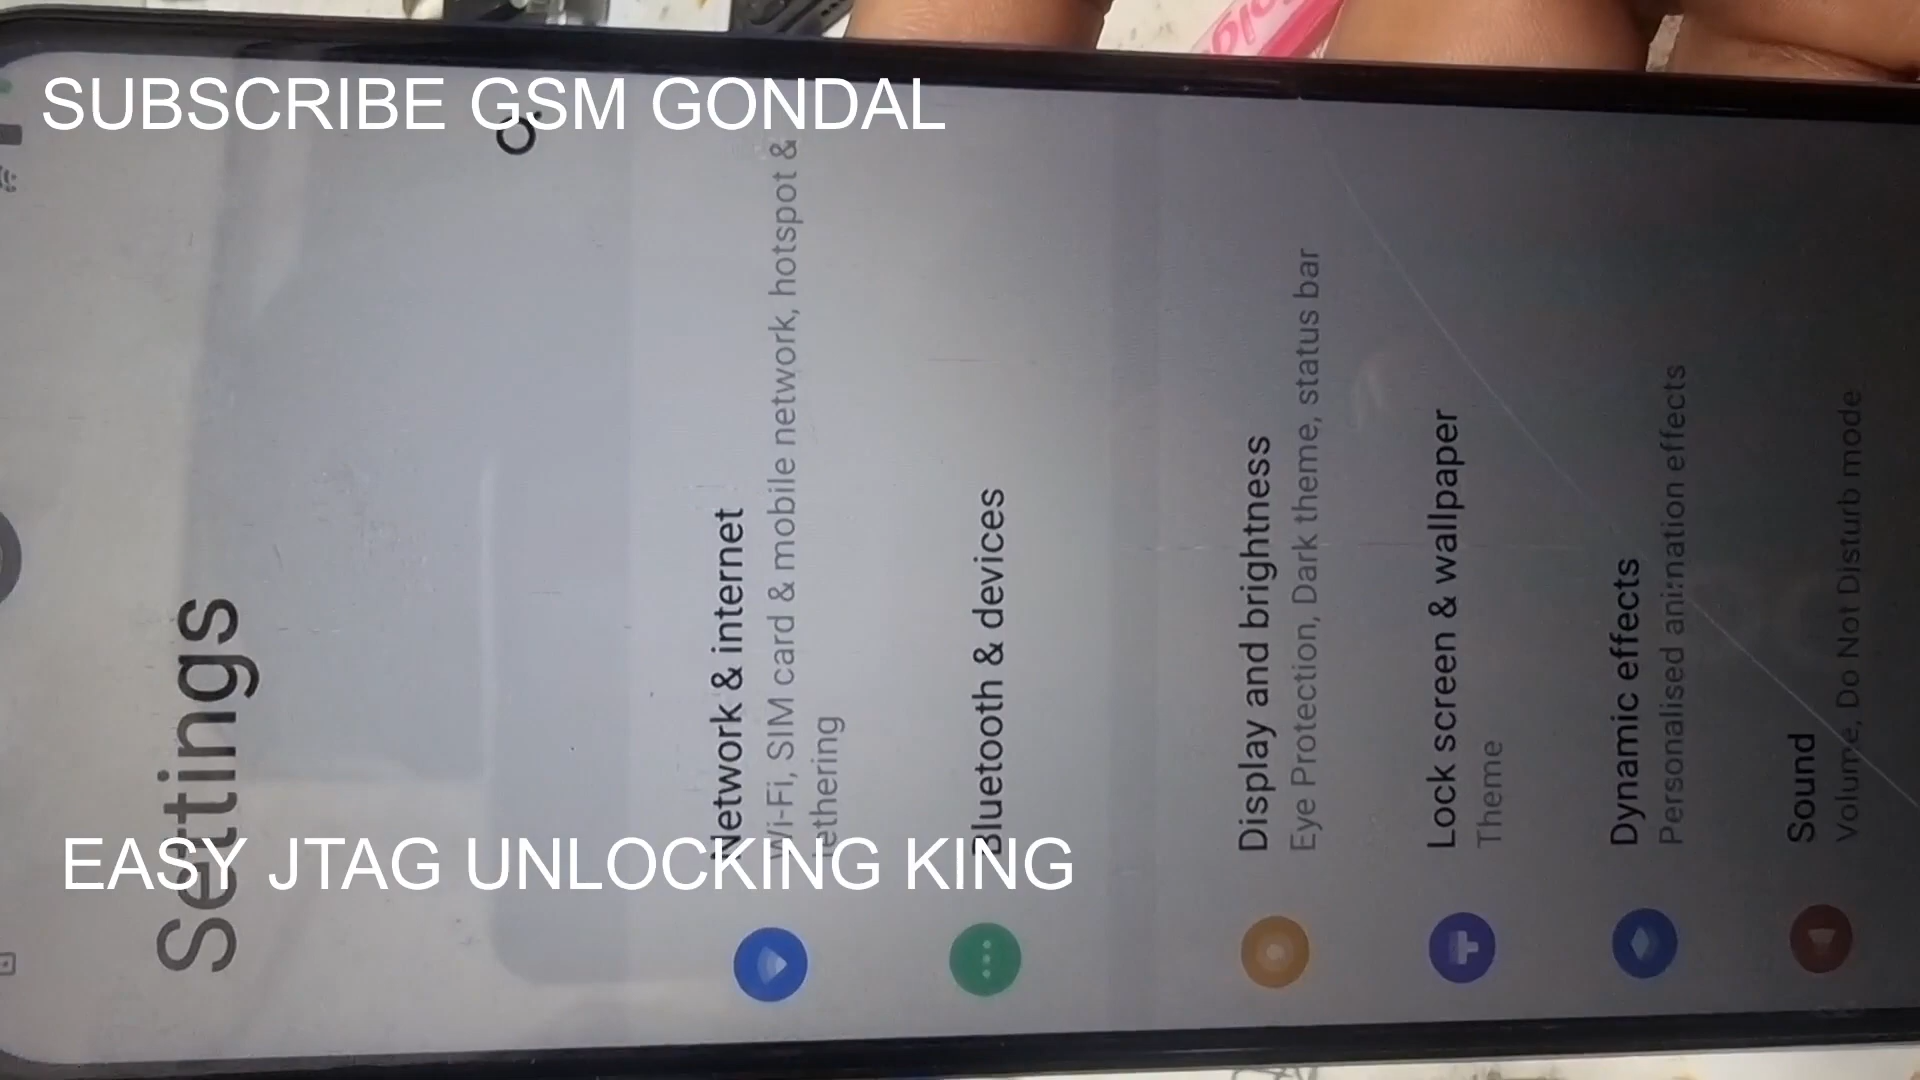 SUBSCRIBE GSM GONDAL
Settings
Network & internet
Wi-Fi, SIM card & mobile network, hotspot &
tethering
Bluetooth & devices
Display and brightness
Eye Protection, Dark theme, status bar
Lock screen & wallpaper
Theme
Dynamic effects
Personalised animation effects
Sound
Volume, Do Not Disturb mode
EASY JTAG UNLOCKING KING